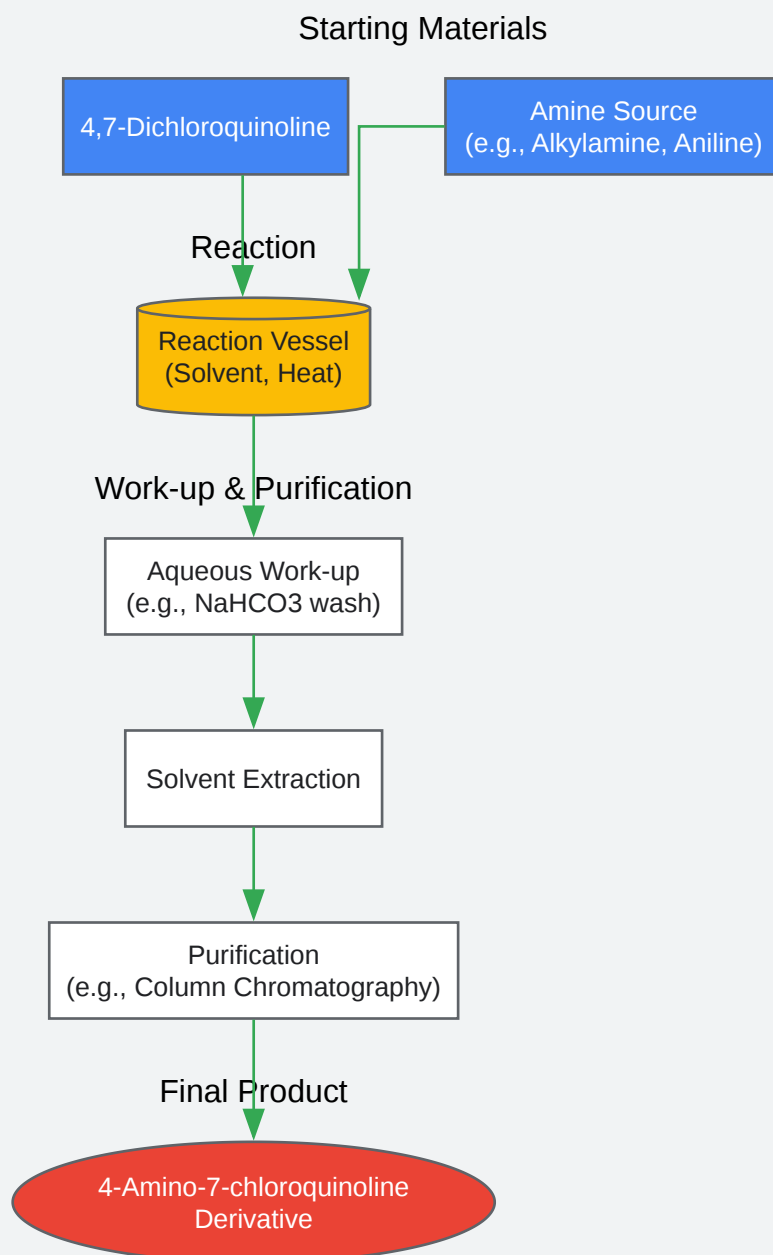 Starting Materials
4,7-Dichloroquinoline
Amine Source
(e.g., Alkylamine, Aniline)
Reaction
Reaction Vessel
(Solvent, Heat)
Work-up & Purification
Aqueous Work-up
(e.g., NaHCO3 wash)
Solvent Extraction
Purification
(e.g., Column Chromatography)
Final Product
4-Amino-7-chloroquinoline
Derivative